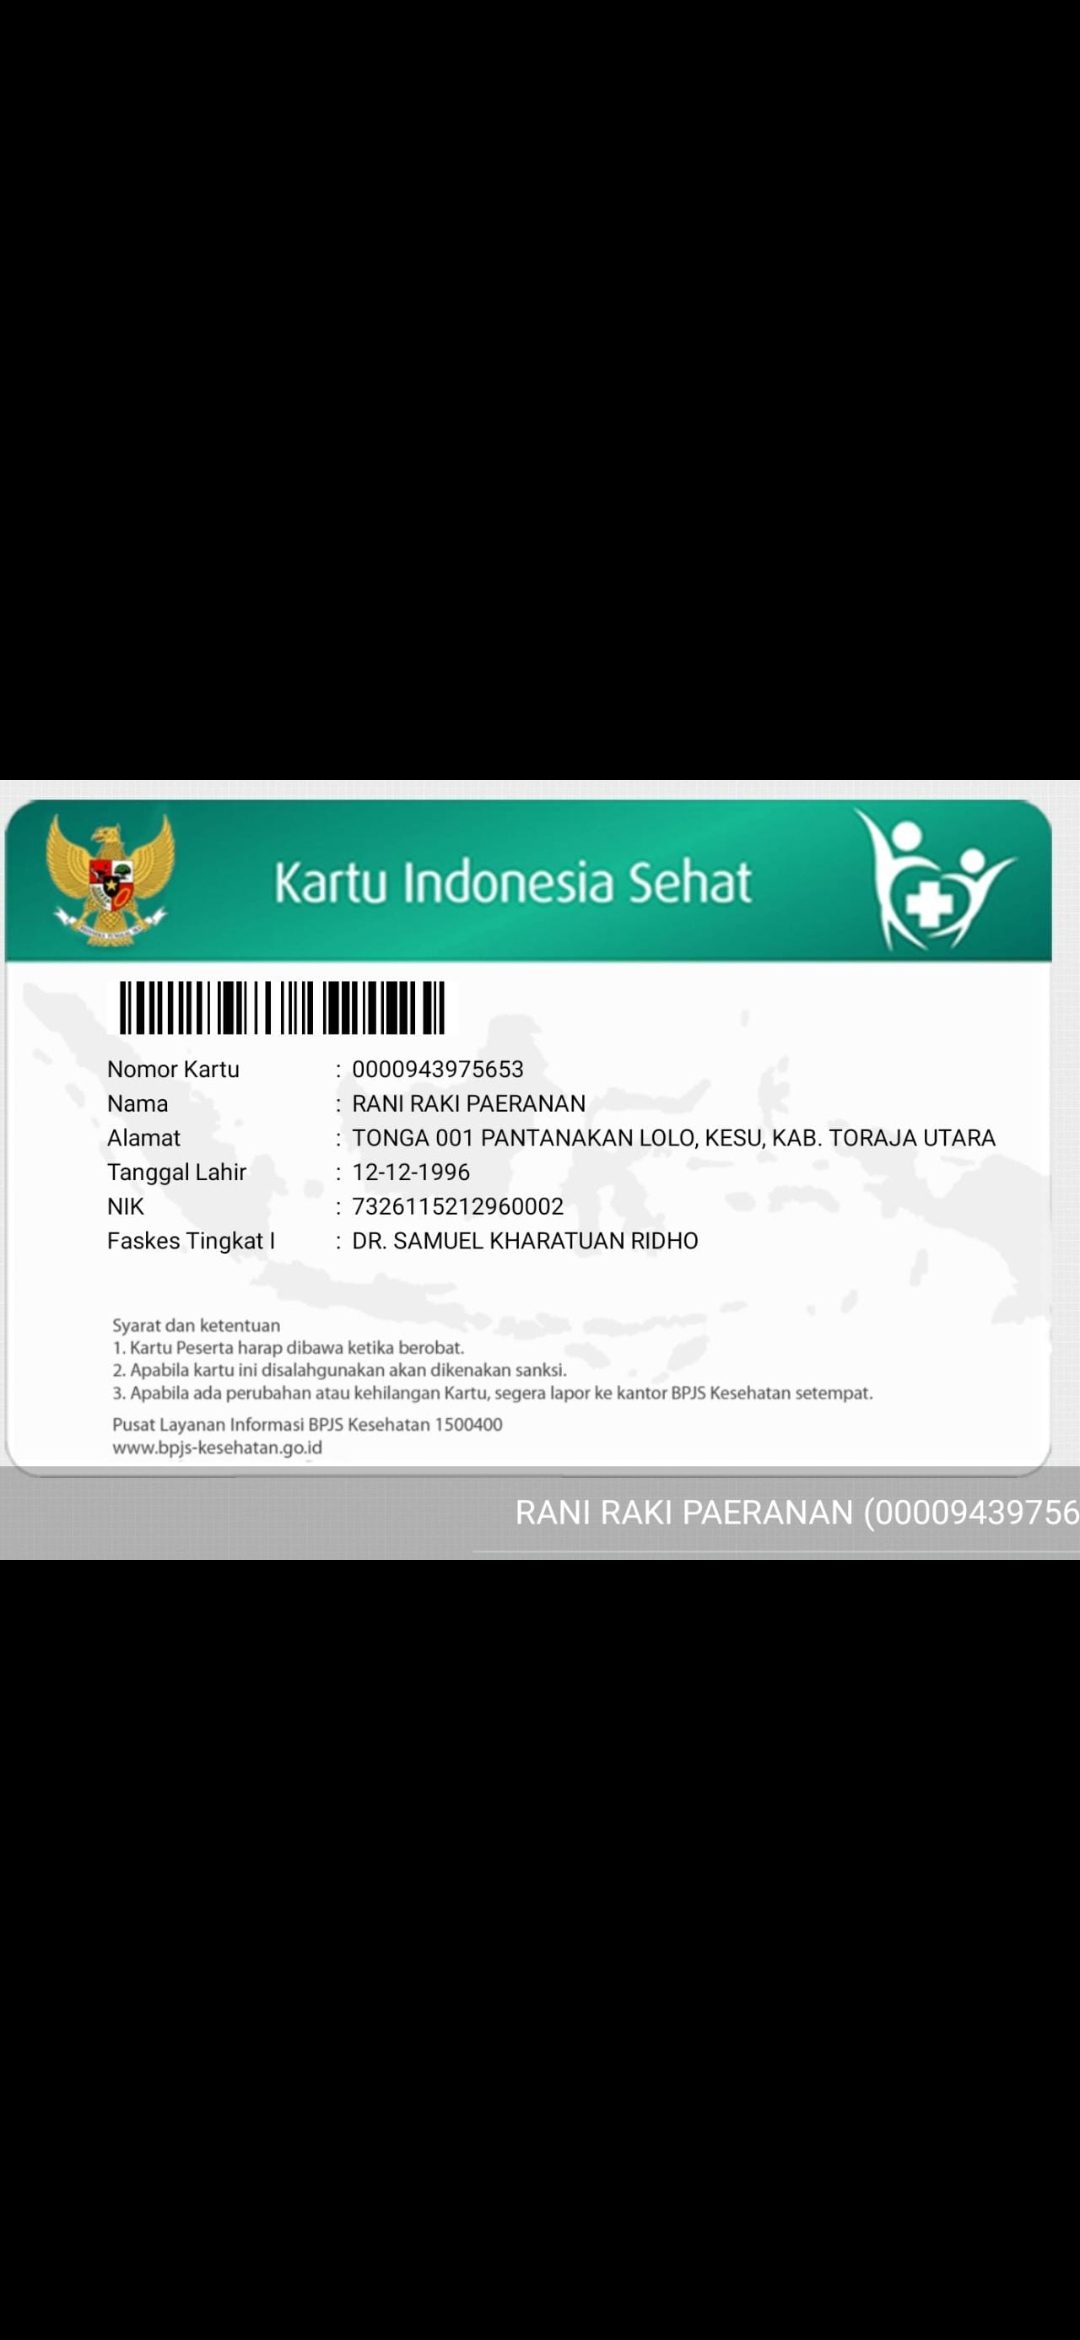 Kartu Indonesia Sehat
Nomor Kartu : 0000943975653
Nama : RANI RAKI PAERANAN
Alamat : TONGA 001 PANTANAKAN LOLO, KESU, KAB. TORAJA UTARA
Tanggal Lahir : 12-12-1996
NIK : 7326115212960002
Faskes Tingkat I : DR. SAMUEL KHARATUAN RIDHO
Syarat dan ketentuan
1. Kartu Peserta harap dibawa ketika berobat.
2. Apabila kartu ini disalahgunakan akan dikenakan sanksi.
3. Apabila ada perubahan atau kehilangan Kartu, segera lapor ke kantor BPJS Kesehatan setempat.
Pusat Layanan Informasi BPJS Kesehatan 1500400
www.bpjs-kesehatan.go.id
RANI RAKI PAERANAN (00009439756